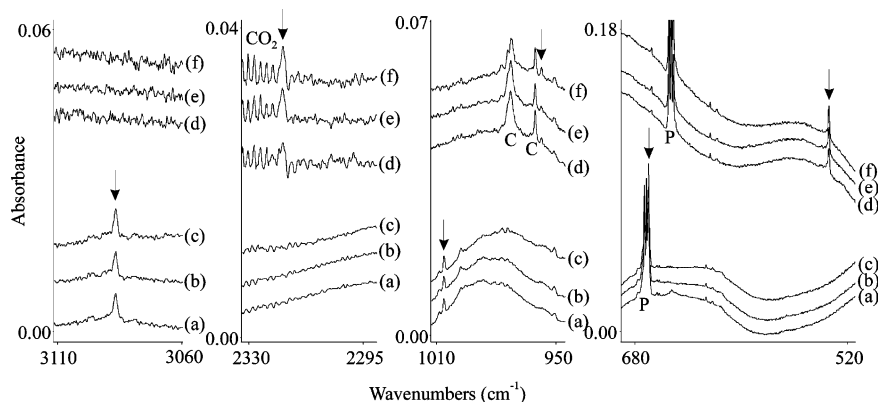 0.06
(f)
(e)
(d)
(c)
(b)
(a)
0.00
3110
3060
0.04
CO2
(f)
(e)
(d)
(c)
(b)
(a)
0.00
2330
2295
0.07
(f)
(e)
(d)
C C
(c)
(b)
(a)
0.00
1010
950
0.18
P
(f)
(e)
(d)
(c)
(b)
(a)
P
0.00
680
520
Absorbance
Wavenumbers (cm-1)